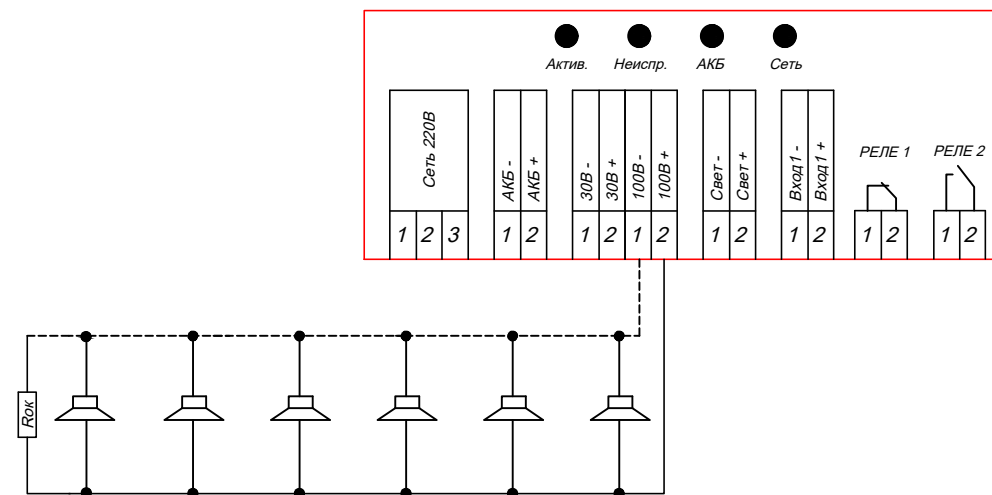 Актив. Неиспр. АКБ Сеть
Сеть 220В
АКБ -
АКБ +
30В -
30В +
100В -
100В +
Свет -
Свет +
Вход1 -
Вход1 +
РЕЛЕ 1 РЕЛЕ 2
1 2 3 1 2 1 2 1 2 1 2 1 2 1 2 1 2
Rок